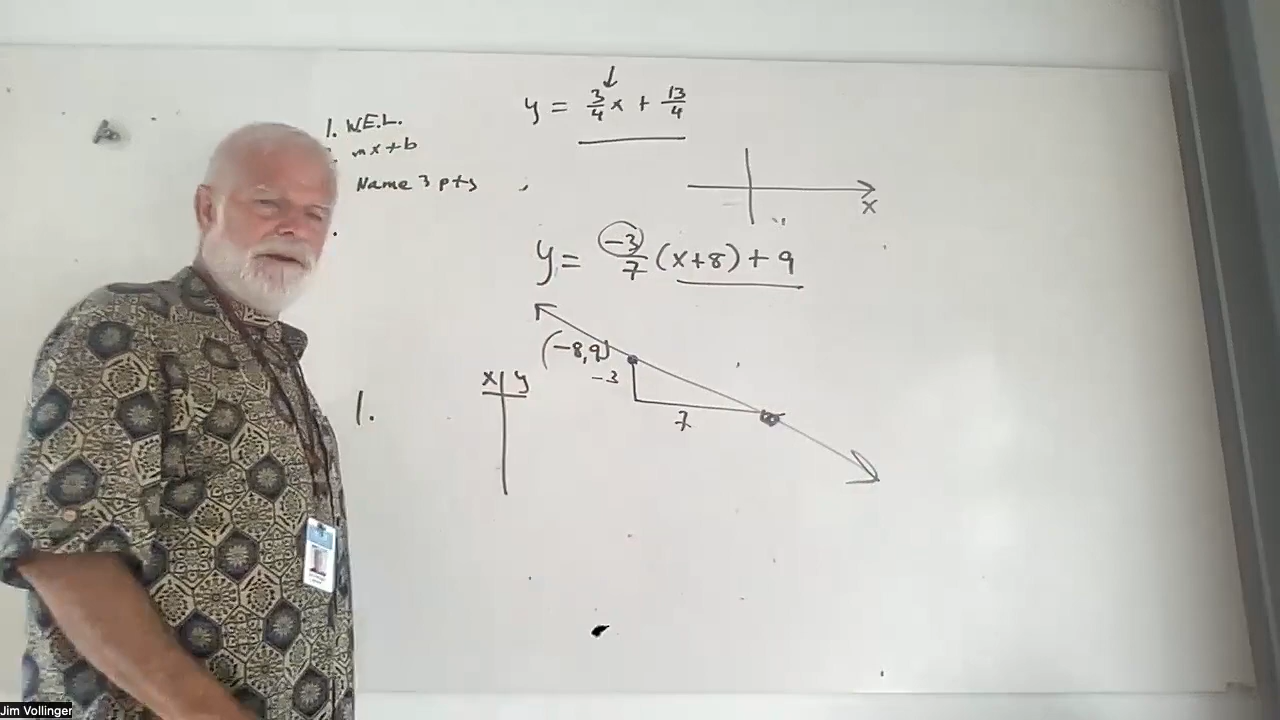 y = 3/4 x + 13/4
1. W.E.L.
mx+b
Name 3 pts
x
y = -3/7 (x+8) + 9
(-8,9)
-3
x | y
1.
7
Jim Vollinger